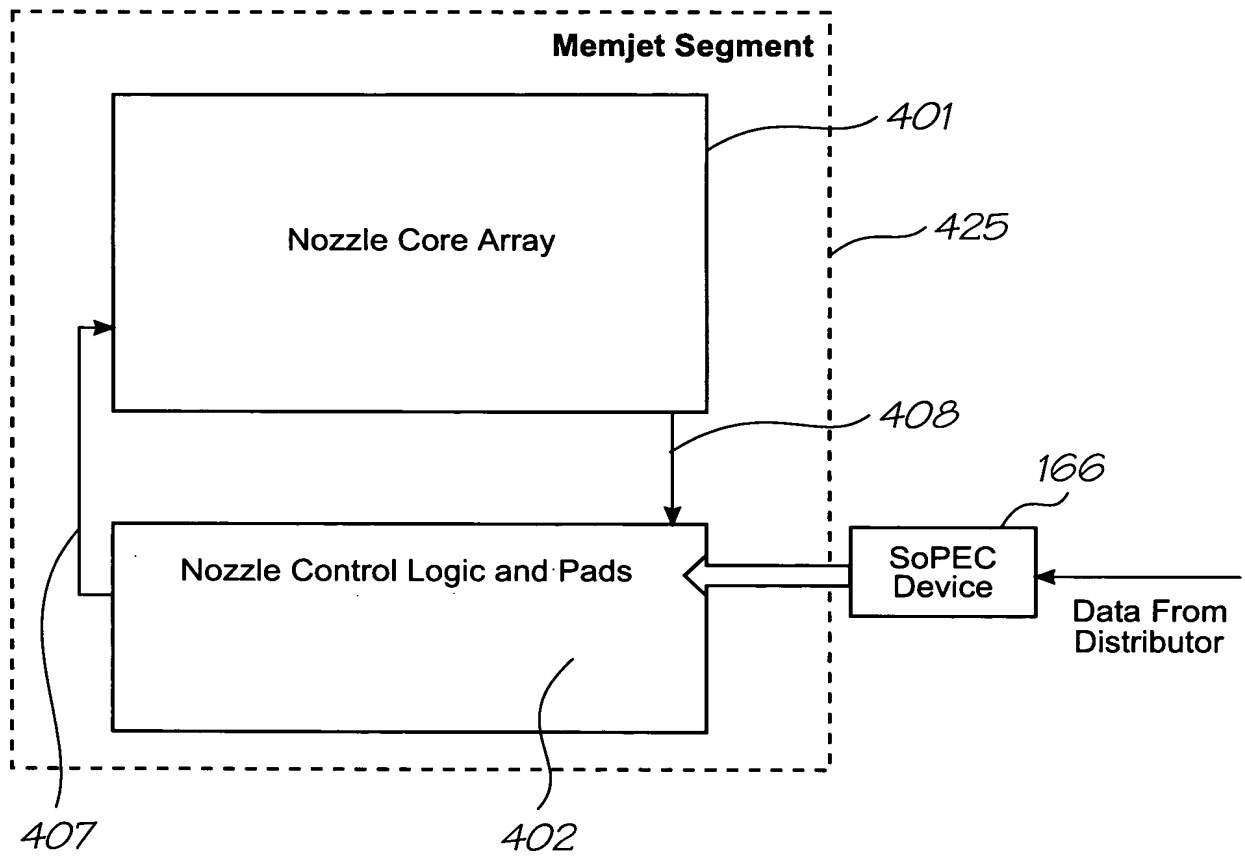 Memjet Segment
401
Nozzle Core Array
425
408
166
Nozzle Control Logic and Pads
SoPEC
Device
Data From
Distributor
407
402